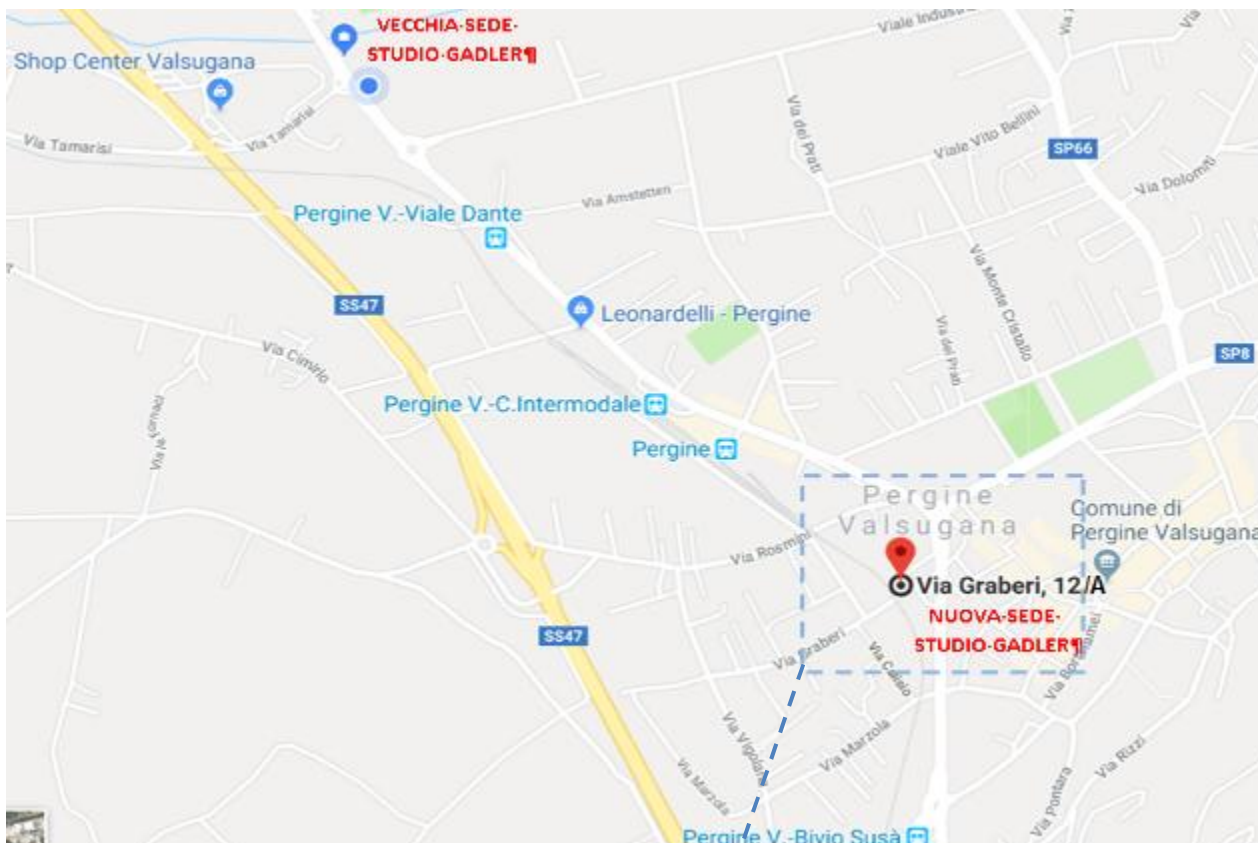 VECCHIA-SEDE-
STUDIO-GADLER¶
Viale Indus
Shop Center Valsugana
Via Tamarisi
Via Tamarisi
Via dei Prati
Viale Vito Bellini
SP66
Via Dolomiti
Via Amstetten
Pergine V.-Viale Dante
SS47
Leonardelli - Pergine
Via Monte Cristallo
Via dei Prati
SP8
Via Cimirlo
Pergine V.-C.Intermodale
Via le Fornaci
Pergine
Pergine
Valsugana
Comune di
Pergine Valsugana
Via Rosmini
Via Graberi, 12/A
NUOVA-SEDE-
STUDIO-GADLER¶
SS47
Via Graberi
Via Canale
Via Vigolana
Via Marzola
Via Marzola
Via Rizzi
Via Pontara
Pergine V.-Bivio Susà